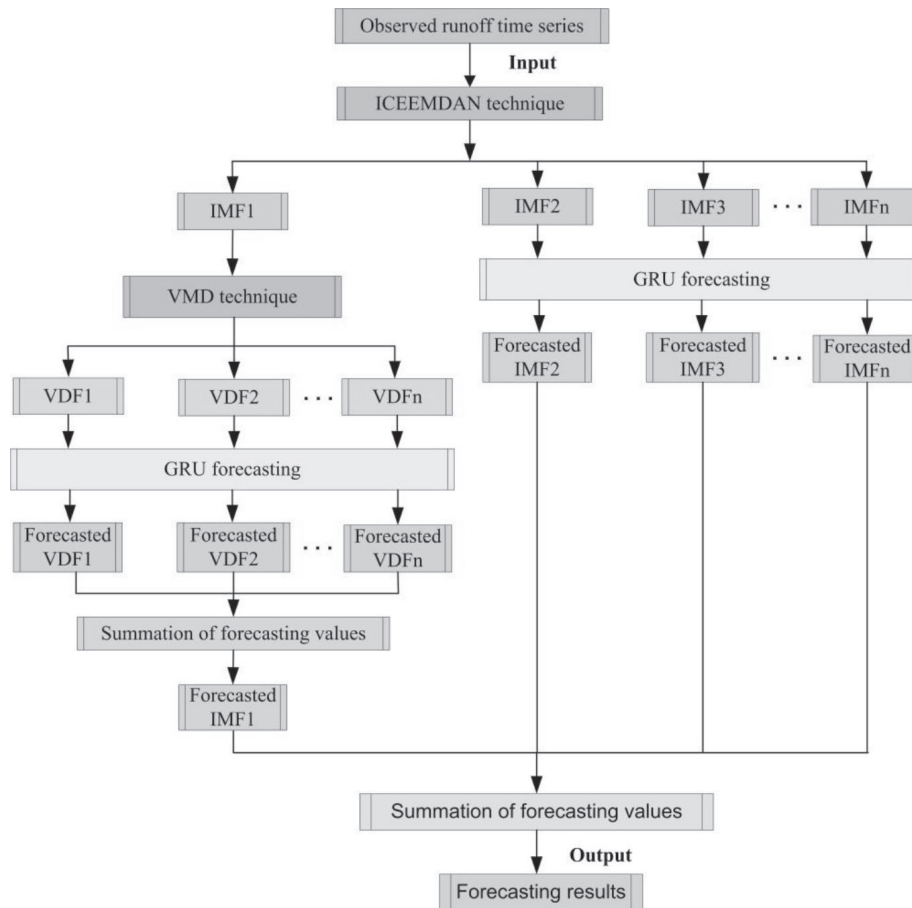 Observed runoff time series
Input
ICEEMDAN technique
IMF1
IMF2
IMF3
. . .
IMFn
VMD technique
GRU forecasting
Forecasted
IMF2
Forecasted
IMF3
. . .
Forecasted
IMFn
VDF1
VDF2
. . .
VDFn
GRU forecasting
Forecasted
VDF1
Forecasted
VDF2
. . .
Forecasted
VDFn
Summation of forecasting values
Forecasted
IMF1
Summation of forecasting values
Output
Forecasting results